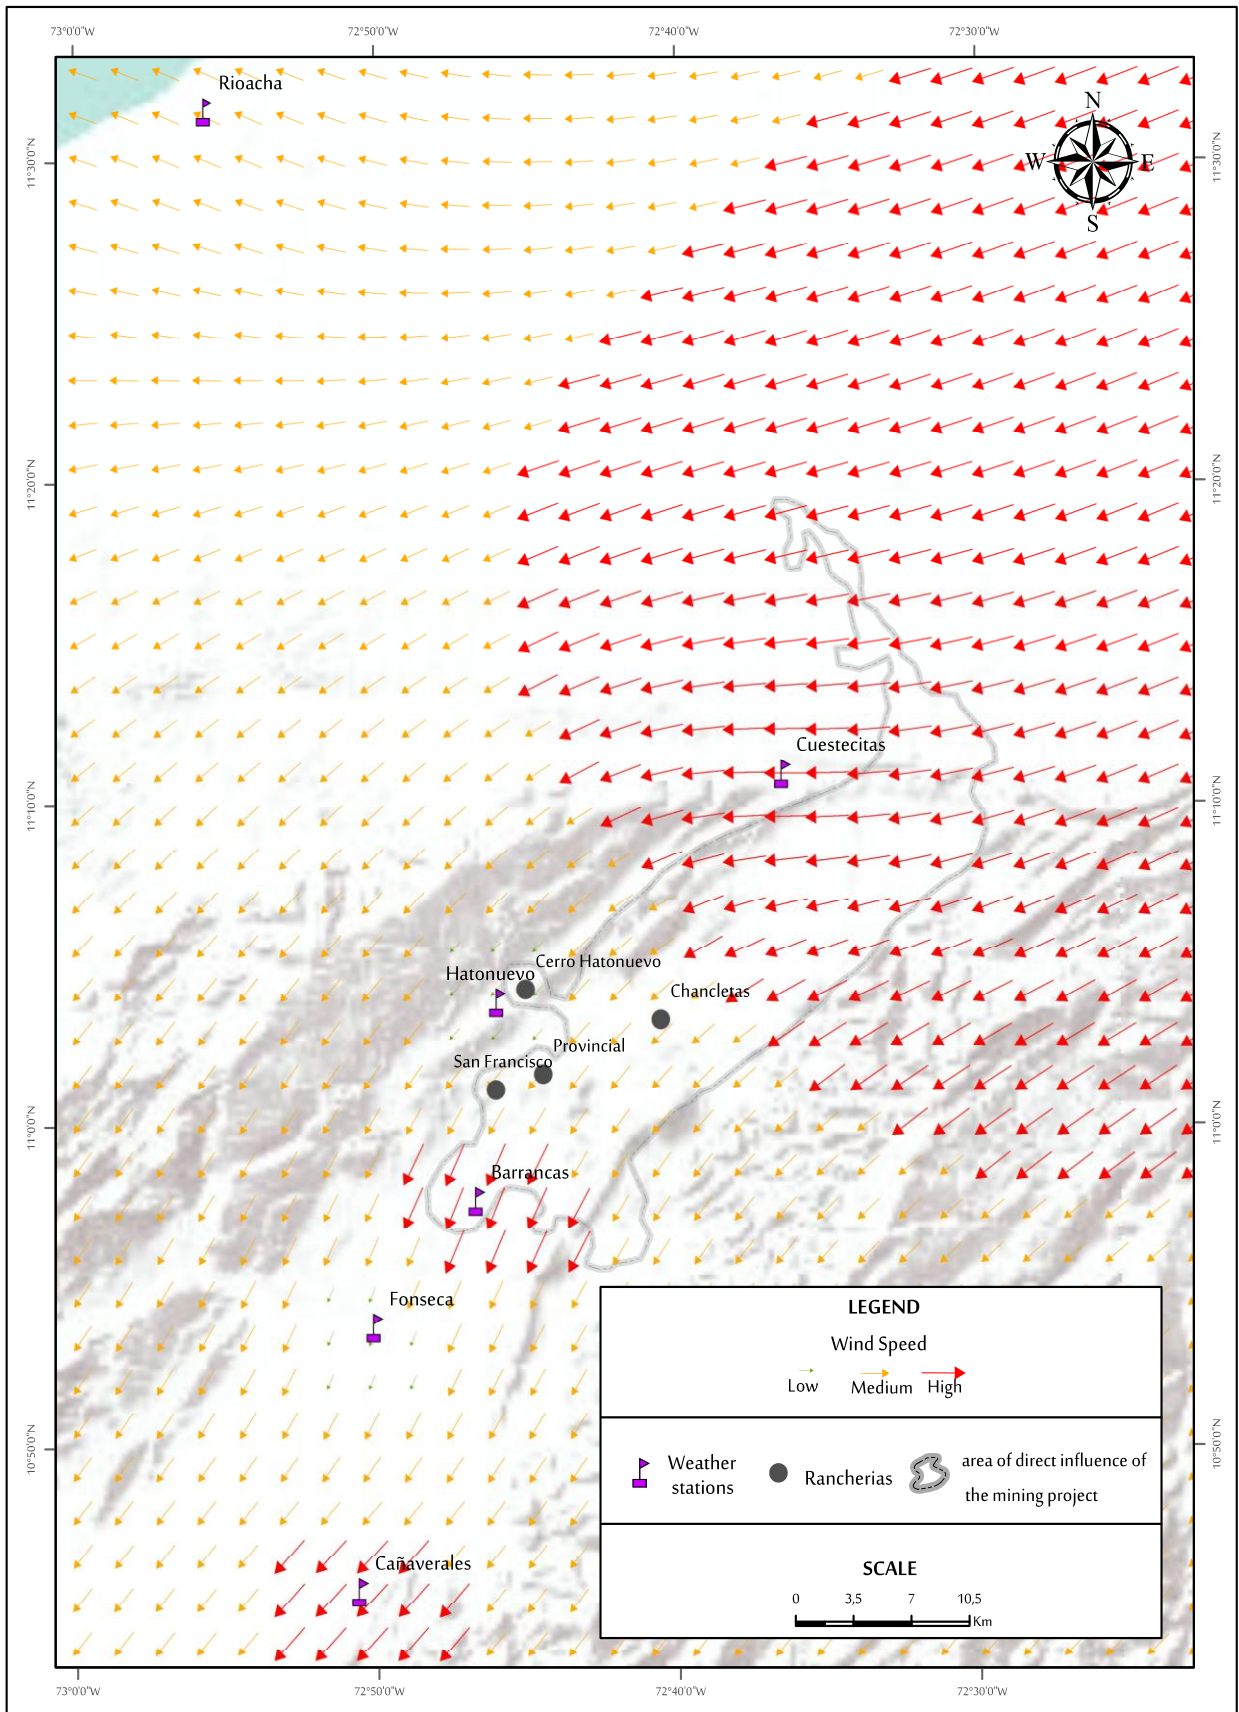 73°0'0"W 72°50'0"W 72°40'0"W 72°30'0"W
Rioacha
N
W E
S
11°30'0"N 11°30'0"N
11°20'0"N 11°20'0"N
Cuestecitas
11°10'0"N 11°10'0"N
Cerro Hatonuevo
Hatonuevo
Chancletas
Provincial
San Francisco
11°0'0"N 11°0'0"N
Barrancas
Fonseca
LEGEND
Wind Speed
Low Medium High
10°50'0"N 10°50'0"N
Weather
stations
Rancherias
area of direct influence of
the mining project
Cañaverales
SCALE
0 3,5 7 10,5
Km
73°0'0"W 72°50'0"W 72°40'0"W 72°30'0"W